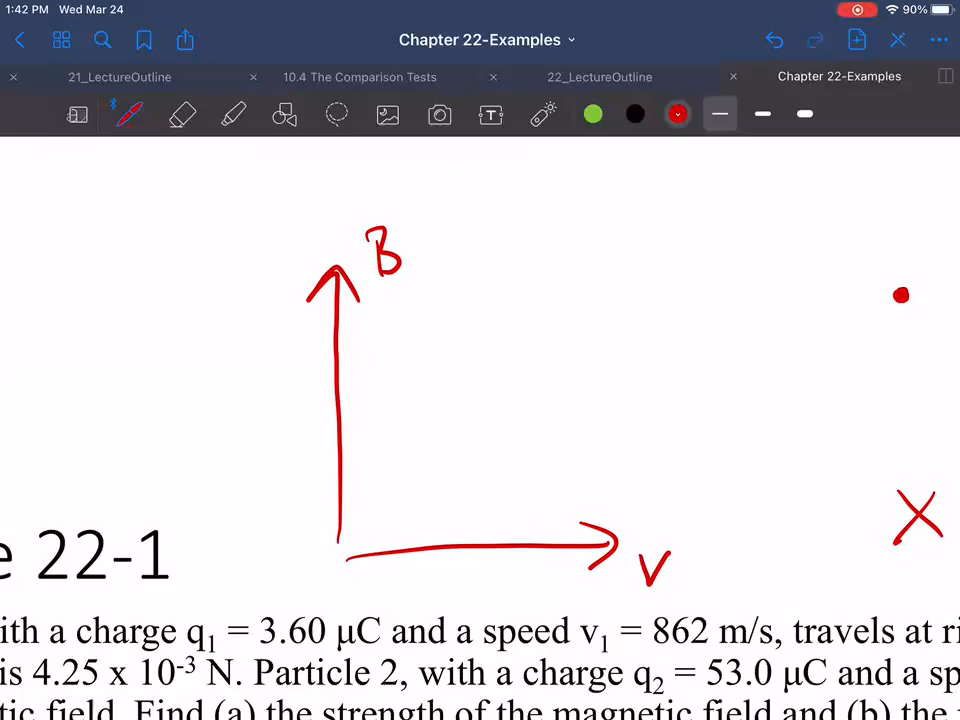 1:42 PM Wed Mar 24
90%
Chapter 22-Examples
21_LectureOutline
10.4 The Comparison Tests
22_LectureOutline
Chapter 22-Examples
T
B
V
X
e 22-1
ith a charge q₁ = 3.60 μC and a speed v₁ = 862 m/s, travels at ri
is 4.25 x 10⁻³ N. Particle 2, with a charge q₂ = 53.0 μC and a sp
tic field. Find (a) the strength of the magnetic field and (b) the